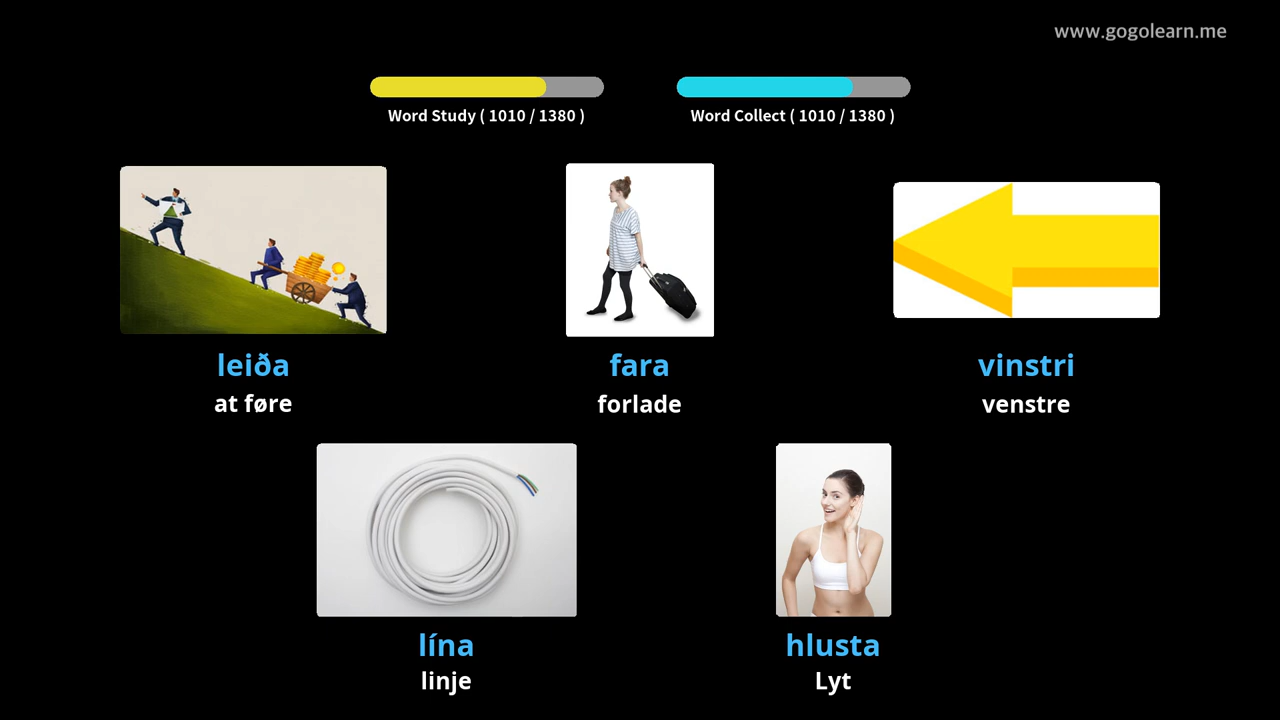 www.gogolearn.me
Word Study ( 1010 / 1380 )
Word Collect ( 1010 / 1380 )
leiða
at føre
fara
forlade
vinstri
venstre
lína
linje
hlusta
Lyt